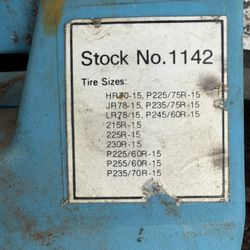 Stock No.1142
Tire Sizes:
HR70-15, P225/75R-15
JR78-15, P235/75R-15
LR78-15, P245/60R-15
215R-15
225R-15
230R-15
P225/60R-15
P255/60R-15
P235/70R-15